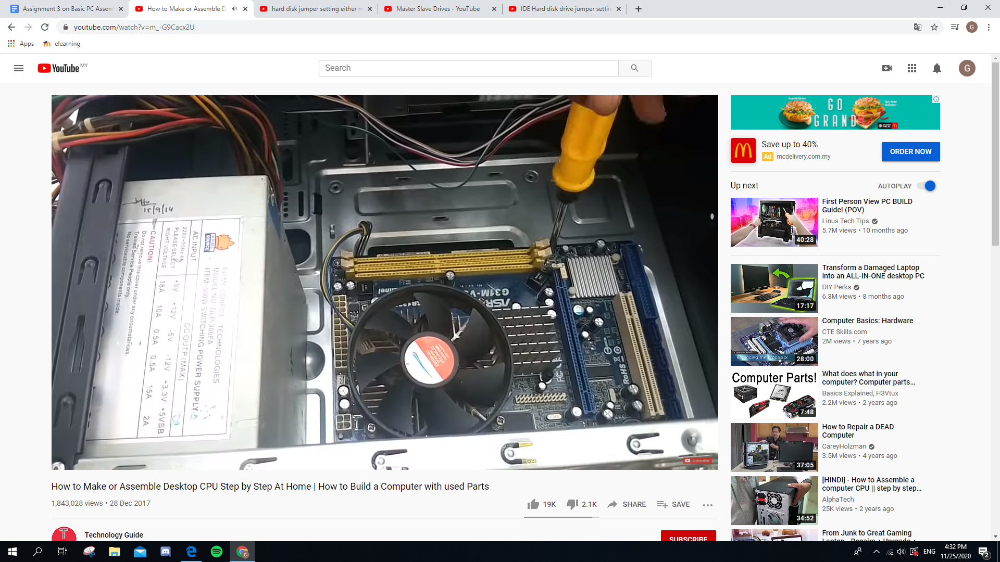 Assignment 3 on Basic PC Assem
How to Make or Assemble D
hard disk jumper setting either m
Master Slave Drives - YouTube
IDE Hard disk drive jumper settin
youtube.com/watch?v=m_-G9Cacx2U
G
Apps
elearning
YouTube MY
Search
G
GO
GRAND
Save up to 40%
Ad mcdelivery.com.my
ORDER NOW
Up next
AUTOPLAY
First Person View PC BUILD
Guide! (POV)
Linus Tech Tips
5.7M views • 10 months ago
40:28
Transform a Damaged Laptop
into an ALL-IN-ONE desktop PC
DIY Perks
6.3M views • 8 months ago
17:17
Computer Basics: Hardware
CTE Skills.com
2M views • 7 years ago
Computer Basics
Replacing The Processor
28:00
Computer Parts!
What does what in your
computer? Computer parts...
Basics Explained, H3Vtux
2.2M views • 2 years ago
7:48
How to Repair a DEAD
Computer
CareyHolzman
3.5M views • 4 years ago
37:05
[HINDI] - How to Assemble a
computer CPU || step by step...
AlphaTech
25K views • 2 years ago
34:52
From Junk to Great Gaming
15/9/14
PRIME SOURCE TECHNOLOGIES
MODEL NO. DLP-300FA
ITEM: 300W SWITCHING POWER SUPPLY
AC INPUT
220V~50Hz 4A
PLEASE SELECT
RIGHT VOLTAGE
DC OUTPUT (MAX)
+5V +12V -5V -12V +3.3V +5VSB
18A 10A 0.5A 0.5A 15A 2A
CAUTION!
Do not remove this cover under any circumstances.
Trained Service People only.
No serviceable components inside
G31M-V
RoHS
FC
Subscribe
How to Make or Assemble Desktop CPU Step by Step At Home | How to Build a Computer with used Parts
1,843,028 views • 28 Dec 2017
19K
2.1K
SHARE
SAVE
Technology Guide
SUBSCRIBE
ENG
4:32 PM
11/25/2020
2